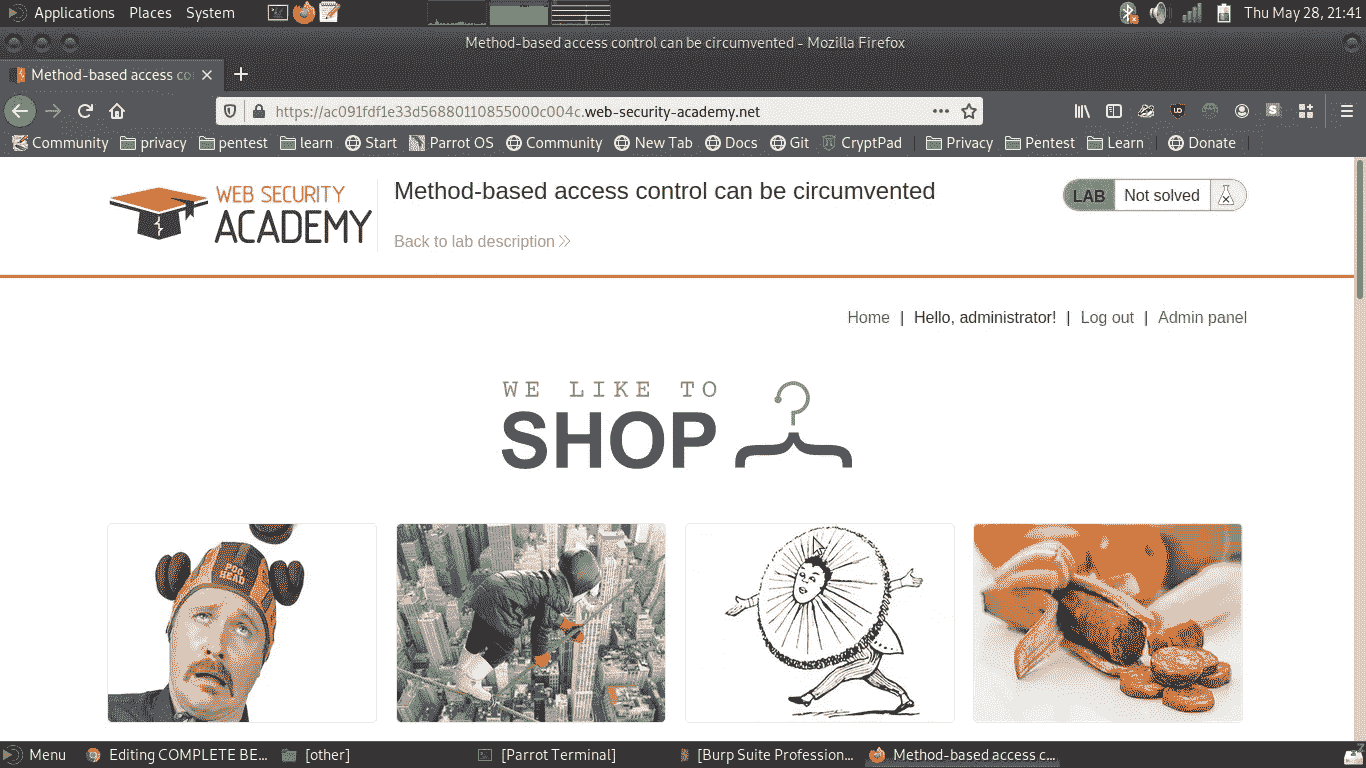 Applications Places System Thu May 28, 21:41
Method-based access control can be circumvented - Mozilla Firefox
Method-based access co
https://ac091fdf1e33d56880110855000c004c.web-security-academy.net
Community privacy pentest learn Start Parrot OS Community New Tab Docs Git CryptPad Privacy Pentest Learn Donate
WEB SECURITY
ACADEMY
Method-based access control can be circumvented
LAB Not solved
Back to lab description
Home | Hello, administrator! | Log out | Admin panel
WE LIKE TO
SHOP
POO
HEAD
Menu Editing COMPLETE BE... [other] [Parrot Terminal] [Burp Suite Profession... Method-based access c...